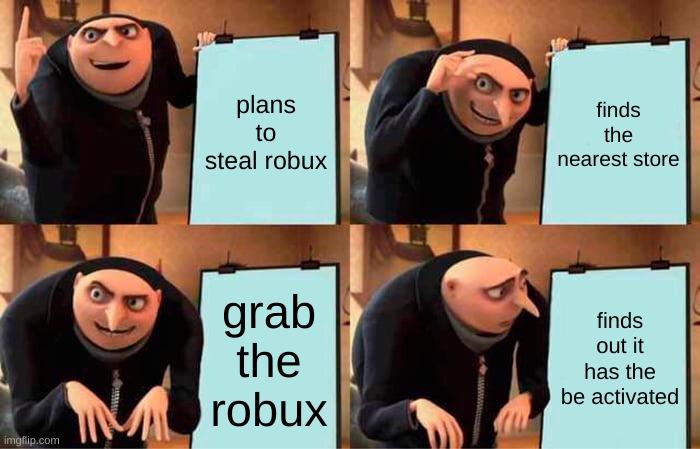 plans
to
steal robux
finds
the
nearest store
grab
the
robux
finds
out it
has the
be activated
imgflip.com